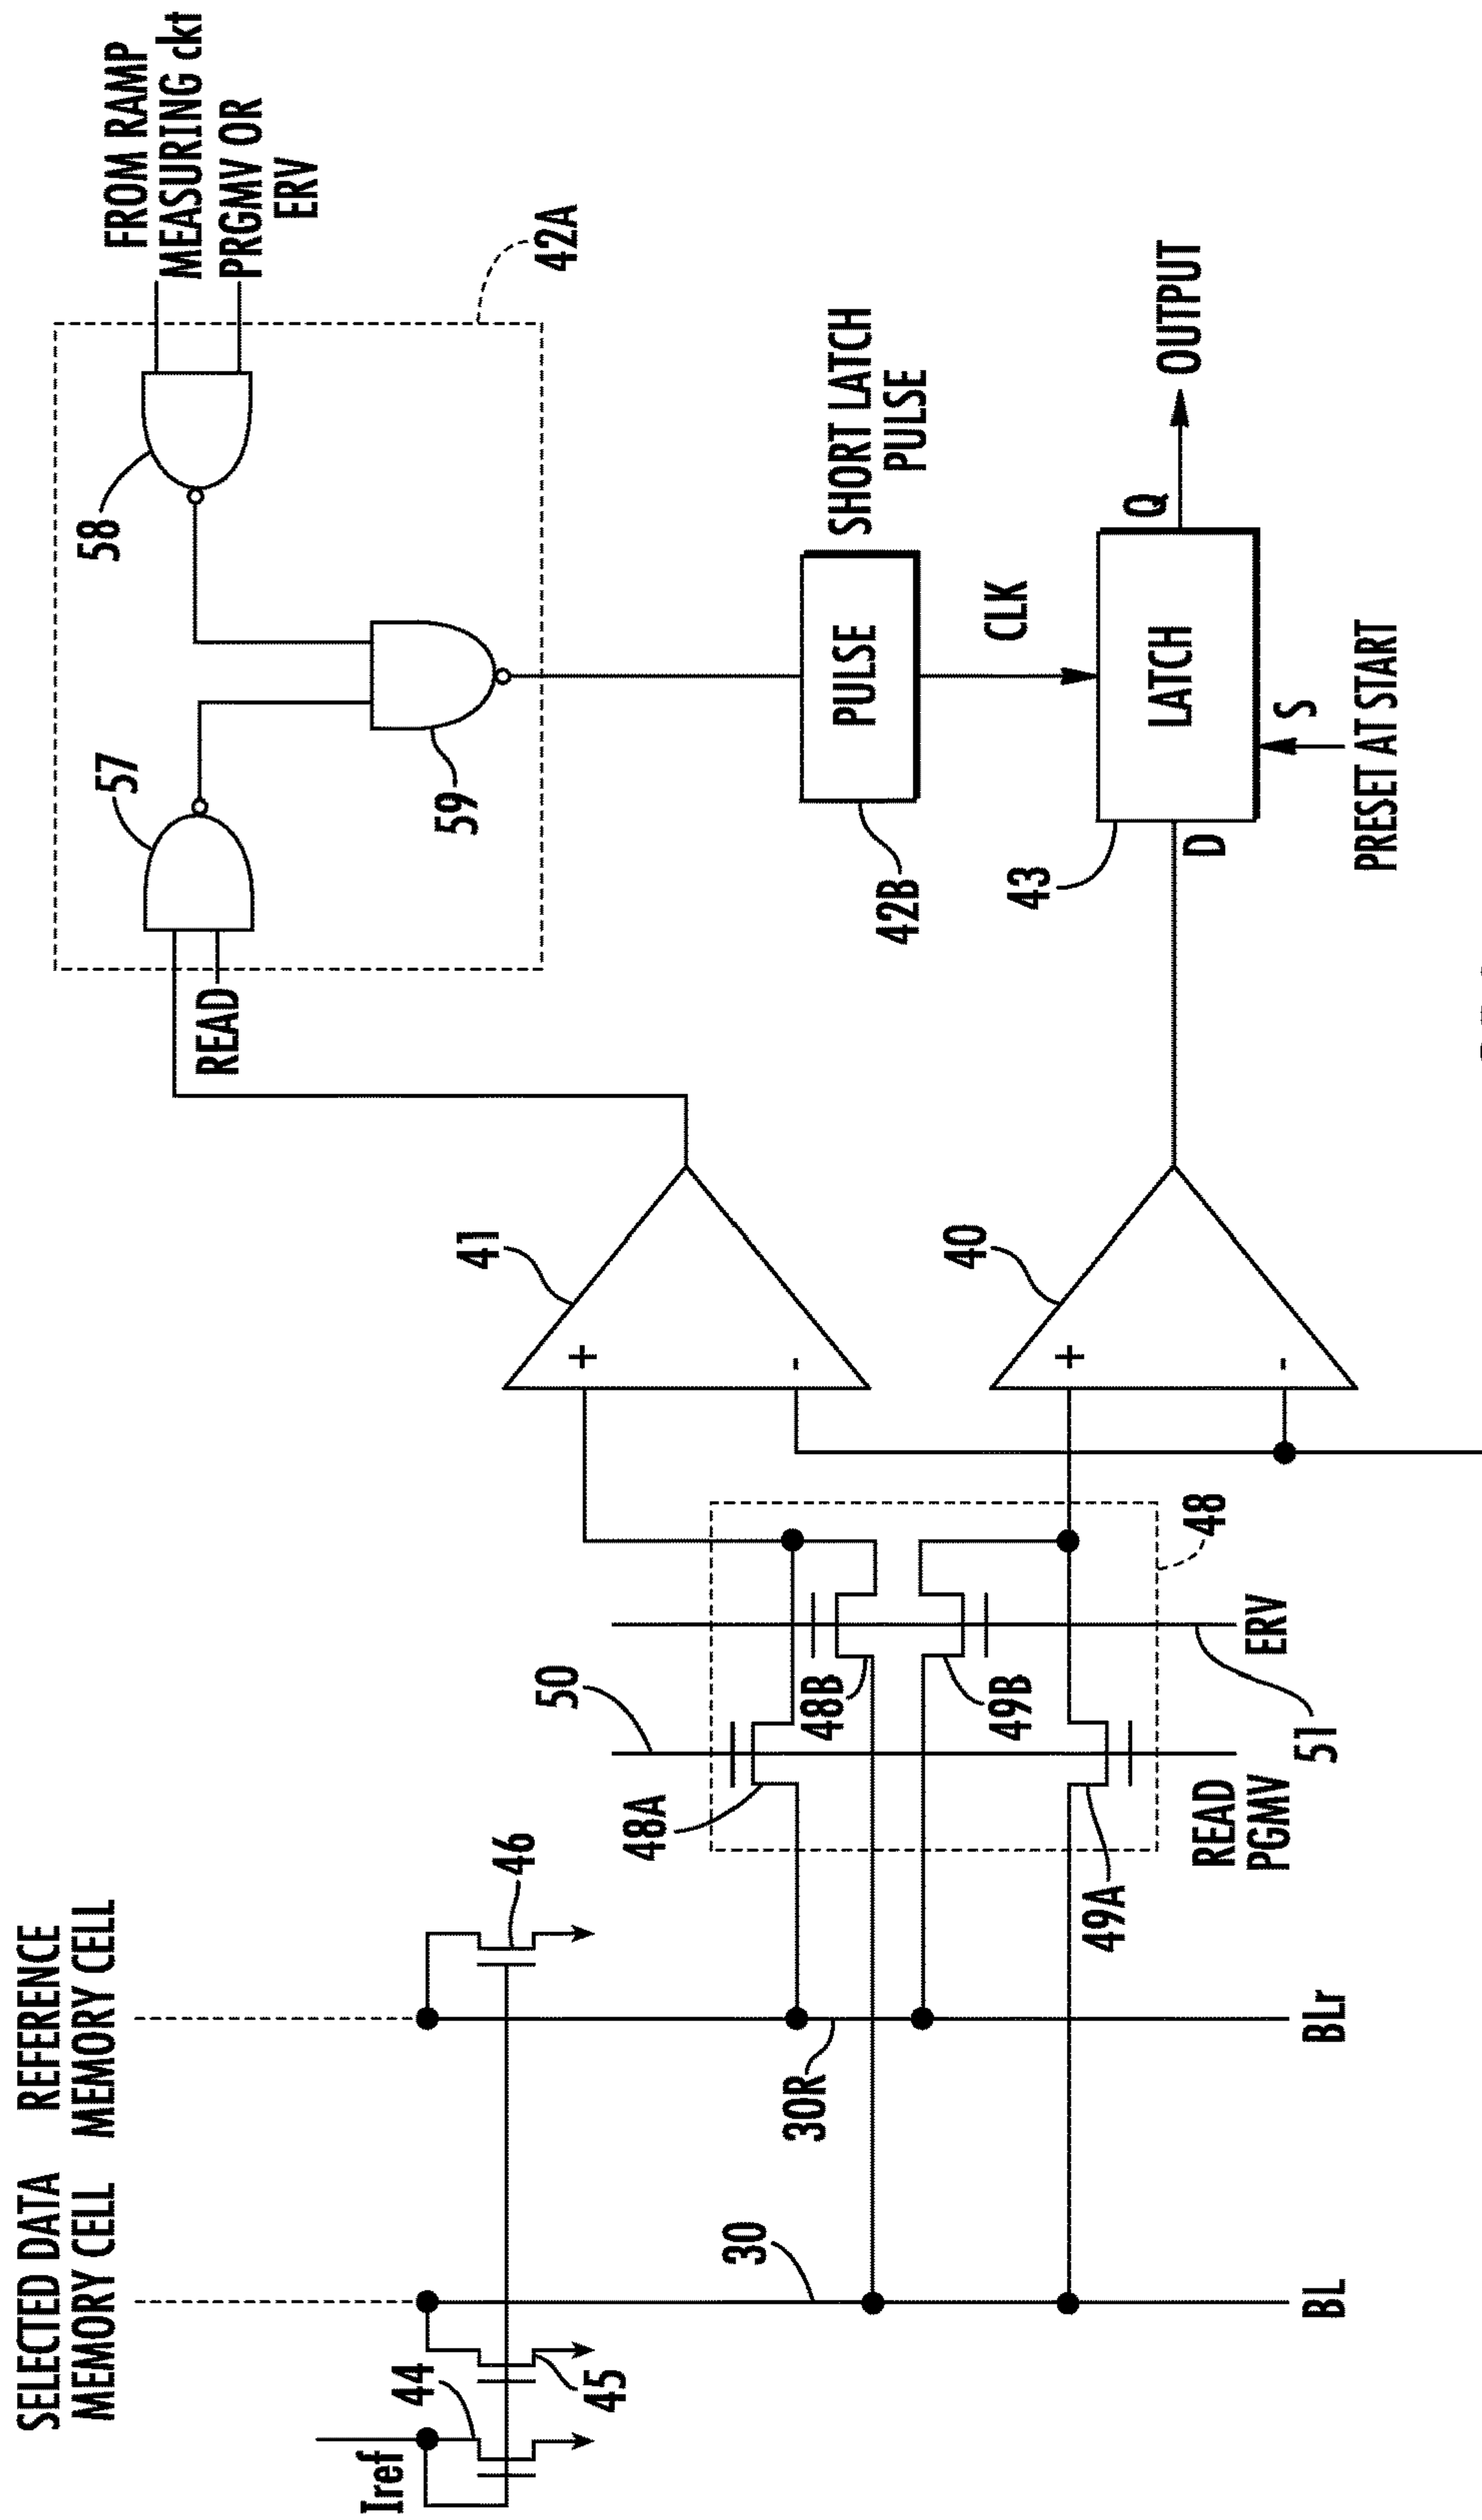 SELECTED DATA
MEMORY CELL
REFERENCE
MEMORY CELL
Iref
44
45
46
30
30R
BL
BLr
48A
50
48B
49B
49A
READ
PGMV
ERV
51
48
41
+
-
40
+
-
READ
57
58
59
42A
FROM RAMP
MEASURING ckt
PRGMV OR
ERV
PULSE
42B
SHORT LATCH
PULSE
CLK
LATCH
43
D
Q
OUTPUT
S
PRESET AT START